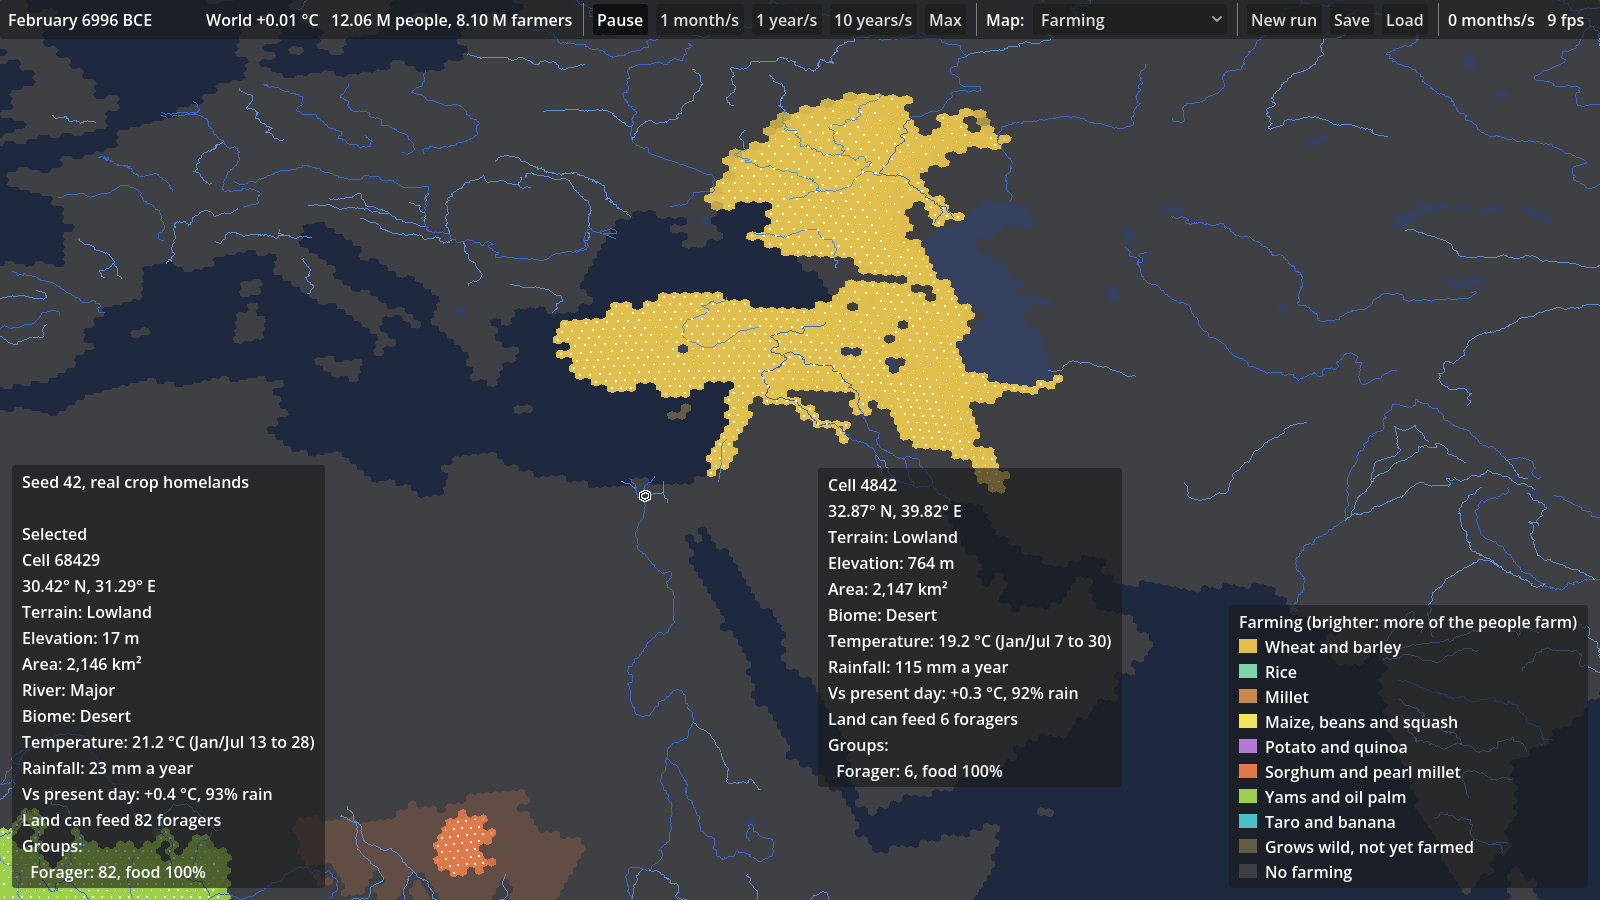 February 6996 BCE World +0.01 °C 12.06 M people, 8.10 M farmers Pause 1 month/s 1 year/s 10 years/s Max Map: Farming New run Save Load 0 months/s 9 fps
Seed 42, real crop homelands
Selected
Cell 68429
30.42° N, 31.29° E
Terrain: Lowland
Elevation: 17 m
Area: 2,146 km²
River: Major
Biome: Desert
Temperature: 21.2 °C (Jan/Jul 13 to 28)
Rainfall: 23 mm a year
Vs present day: +0.4 °C, 93% rain
Land can feed 82 foragers
Groups:
Forager: 82, food 100%
Cell 4842
32.87° N, 39.82° E
Terrain: Lowland
Elevation: 764 m
Area: 2,147 km²
Biome: Desert
Temperature: 19.2 °C (Jan/Jul 7 to 30)
Rainfall: 115 mm a year
Vs present day: +0.3 °C, 92% rain
Land can feed 6 foragers
Groups:
Forager: 6, food 100%
Farming (brighter: more of the people farm)
Wheat and barley
Rice
Millet
Maize, beans and squash
Potato and quinoa
Sorghum and pearl millet
Yams and oil palm
Taro and banana
Grows wild, not yet farmed
No farming